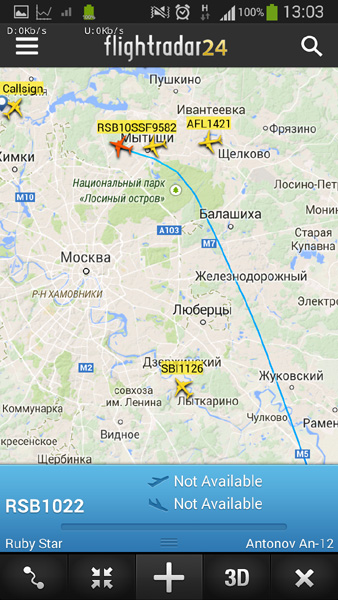 D: 0Kb/s
U: 0Kb/s
H
100%
13:03
flightradar24
Callsign
Пушкино
Ивантеевка
RSB10SSF9582
AFL1421
Мытищи
Фрязино
Щелково
Химки
Национальный парк
"Лосиный остров"
Лосино-Пет
M10
Балашиха
A103
M7
Старая
Купавна
Москва
Железнодорожный
Р-Н ХАМОВНИКИ
Электро
Люберцы
Дзержинский
SBI1126
M2
совхоза
им. Ленина
Лыткарино
Жуковский
Коммунарка
Видное
Чулково
Рамен
кресенское
Щербинка
M5
RSB1022
Not Available
Not Available
Ruby Star
Antonov An-12
3D